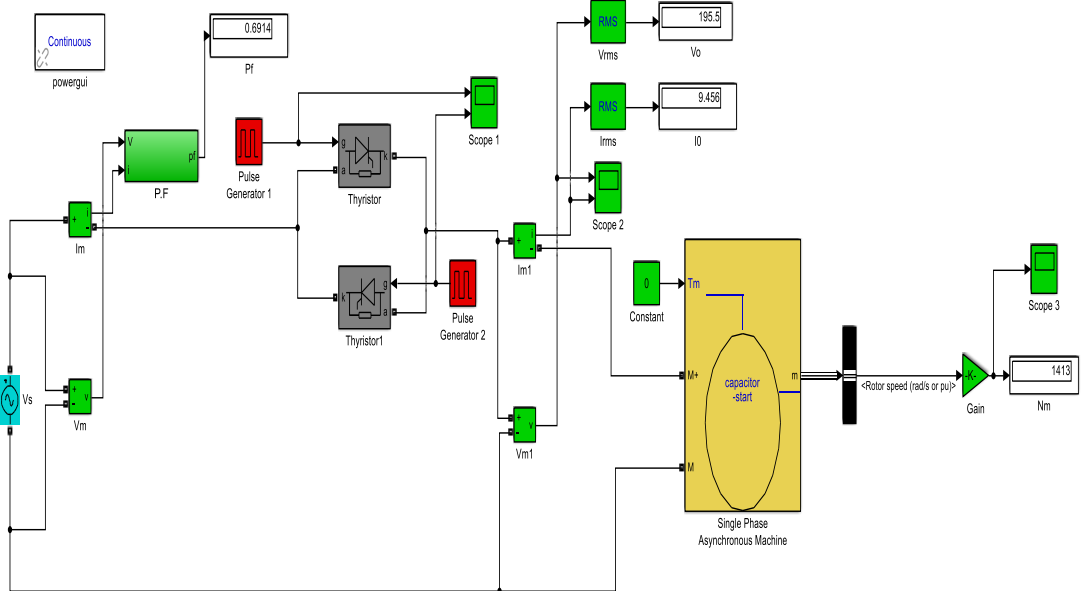 Continuous
powergui
0.6914
Pf
V
i
pf
P.F
Pulse
Generator 1
g
a
k
Thyristor
Scope 1
RMS
Vrms
195.5
Vo
RMS
Irms
9.456
I0
Scope 2
+
i
-
Im
+
i
-
Im1
k
g
a
Thyristor1
Pulse
Generator 2
0
Constant
Tm
M+
M
capacitor
-start
m
Single Phase
Asynchronous Machine
<Rotor speed (rad/s or pu)>
-K-
Gain
Scope 3
1413
Nm
Vs
+
v
-
Vm
+
v
-
Vm1